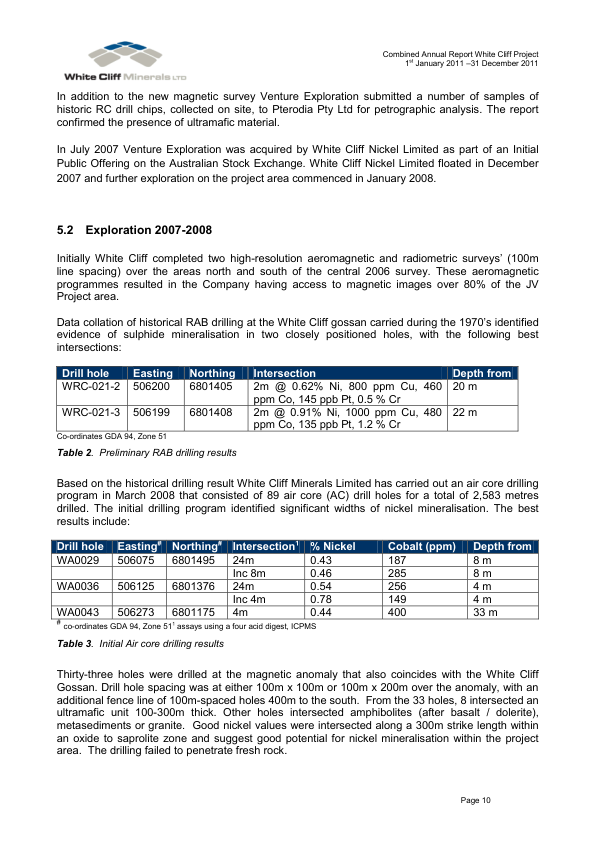 White Cliff Minerals LTD
Combined Annual Report White Cliff Project
1st January 2011 –31 December 2011
In addition to the new magnetic survey Venture Exploration submitted a number of samples of
historic RC drill chips, collected on site, to Pterodia Pty Ltd for petrographic analysis. The report
confirmed the presence of ultramafic material.
In July 2007 Venture Exploration was acquired by White Cliff Nickel Limited as part of an Initial
Public Offering on the Australian Stock Exchange. White Cliff Nickel Limited floated in December
2007 and further exploration on the project area commenced in January 2008.
5.2 Exploration 2007-2008
Initially White Cliff completed two high-resolution aeromagnetic and radiometric surveys' (100m
line spacing) over the areas north and south of the central 2006 survey. These aeromagnetic
programmes resulted in the Company having access to magnetic images over 80% of the JV
Project area.
Data collation of historical RAB drilling at the White Cliff gossan carried during the 1970's identified
evidence of sulphide mineralisation in two closely positioned holes, with the following best
intersections:
Drill hole Easting Northing Intersection Depth from
WRC-021-2 506200 6801405 2m @ 0.62% Ni, 800 ppm Cu, 460 20 m
ppm Co, 145 ppb Pt, 0.5 % Cr
WRC-021-3 506199 6801408 2m @ 0.91% Ni, 1000 ppm Cu, 480 22 m
ppm Co, 135 ppb Pt, 1.2 % Cr
Co-ordinates GDA 94, Zone 51
Table 2. Preliminary RAB drilling results
Based on the historical drilling result White Cliff Minerals Limited has carried out an air core drilling
program in March 2008 that consisted of 89 air core (AC) drill holes for a total of 2,583 metres
drilled. The initial drilling program identified significant widths of nickel mineralisation. The best
results include:
Drill hole Easting# Northing# Intersection¹ % Nickel Cobalt (ppm) Depth from
WA0029 506075 6801495 24m 0.43 187 8 m
Inc 8m 0.46 285 8 m
WA0036 506125 6801376 24m 0.54 256 4 m
Inc 4m 0.78 149 4 m
WA0043 506273 6801175 4m 0.44 400 33 m
# co-ordinates GDA 94, Zone 51¹ assays using a four acid digest, ICPMS
Table 3. Initial Air core drilling results
Thirty-three holes were drilled at the magnetic anomaly that also coincides with the White Cliff
Gossan. Drill hole spacing was at either 100m x 100m or 100m x 200m over the anomaly, with an
additional fence line of 100m-spaced holes 400m to the south. From the 33 holes, 8 intersected an
ultramafic unit 100-300m thick. Other holes intersected amphibolites (after basalt / dolerite),
metasediments or granite. Good nickel values were intersected along a 300m strike length within
an oxide to saprolite zone and suggest good potential for nickel mineralisation within the project
area. The drilling failed to penetrate fresh rock.
Page 10